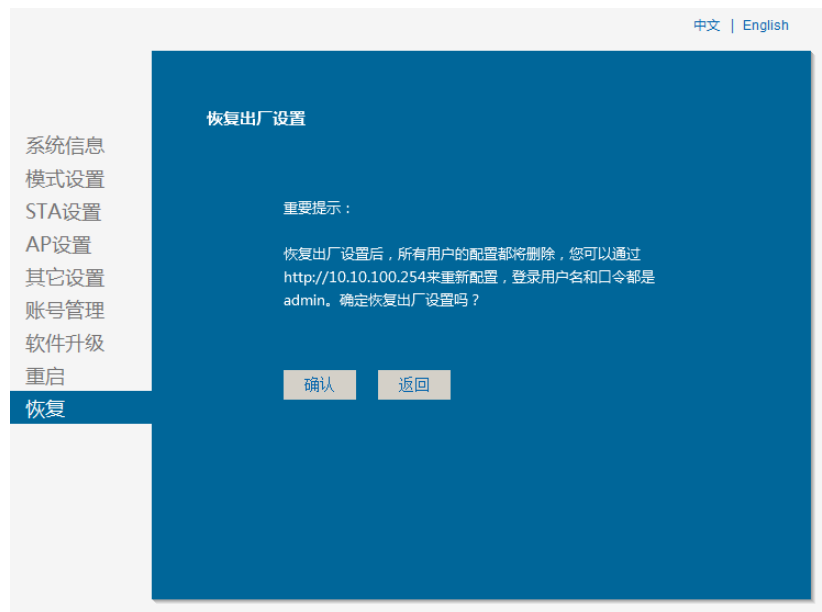 中文 | English
恢复出厂设置
系统信息
模式设置
STA设置
AP设置
其它设置
账号管理
软件升级
重启
恢复
重要提示：
恢复出厂设置后，所有用户的配置都将删除，您可以通过
http://10.10.100.254来重新配置，登录用户名和口令都是
admin。确定恢复出厂设置吗？
确认 返回